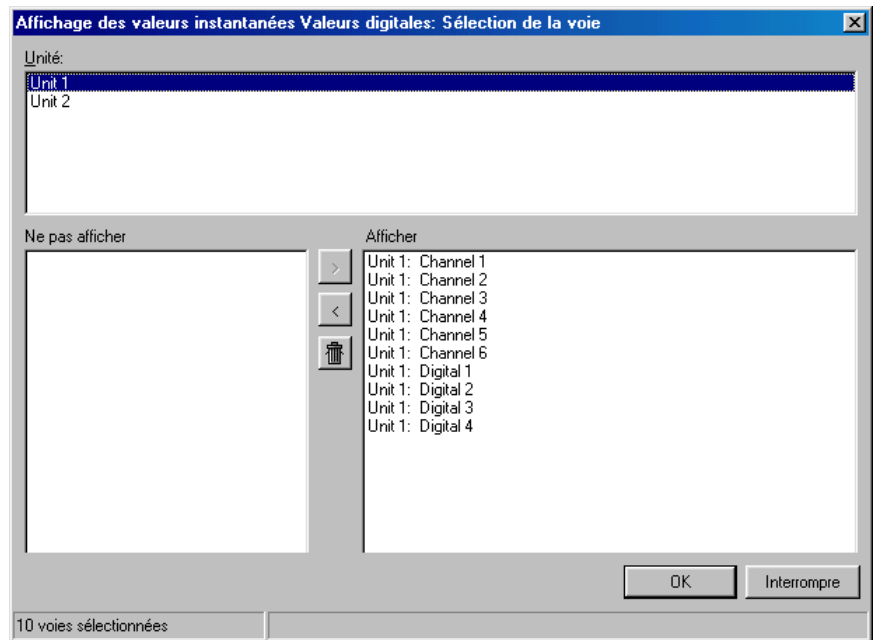 Affichage des valeurs instantanées Valeurs digitales: Sélection de la voie
Unité:
Unit 1
Unit 2
Ne pas afficher
Afficher
>
<
Unit 1: Channel 1
Unit 1: Channel 2
Unit 1: Channel 3
Unit 1: Channel 4
Unit 1: Channel 5
Unit 1: Channel 6
Unit 1: Digital 1
Unit 1: Digital 2
Unit 1: Digital 3
Unit 1: Digital 4
OK
Interrompre
10 voies sélectionnées